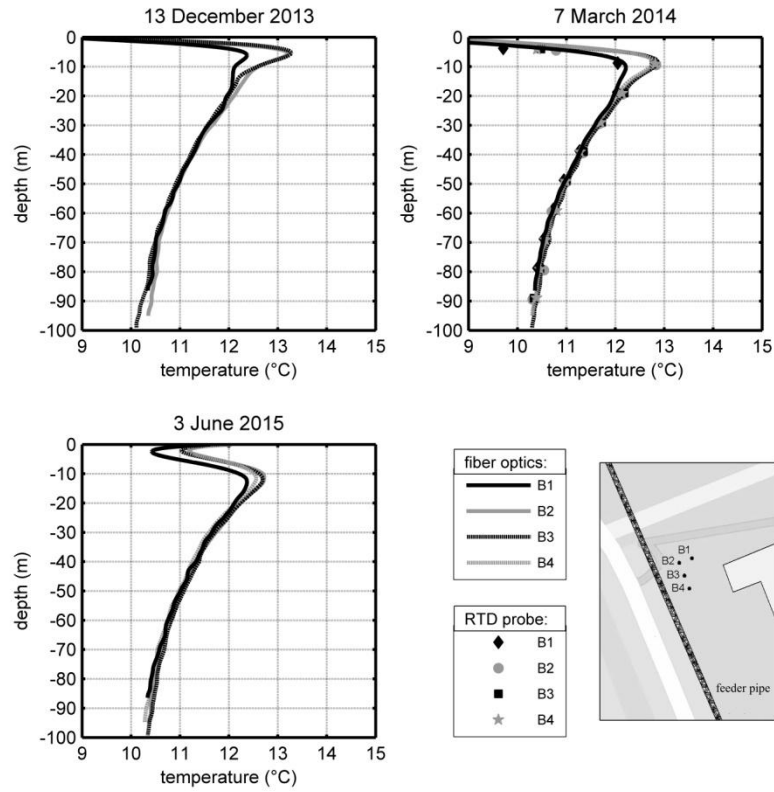 13 December 2013
0
-10
-20
-30
-40
-50
-60
-70
-80
-90
-100
depth (m)
9 10 11 12 13 14 15
temperature (°C)
7 March 2014
0
-10
-20
-30
-40
-50
-60
-70
-80
-90
-100
depth (m)
9 10 11 12 13 14 15
temperature (°C)
3 June 2015
0
-10
-20
-30
-40
-50
-60
-70
-80
-90
-100
depth (m)
9 10 11 12 13 14 15
temperature (°C)
fiber optics:
B1
B2
B3
B4
RTD probe:
B1
B2
B3
B4
B1
B2
B3
B4
feeder pipe